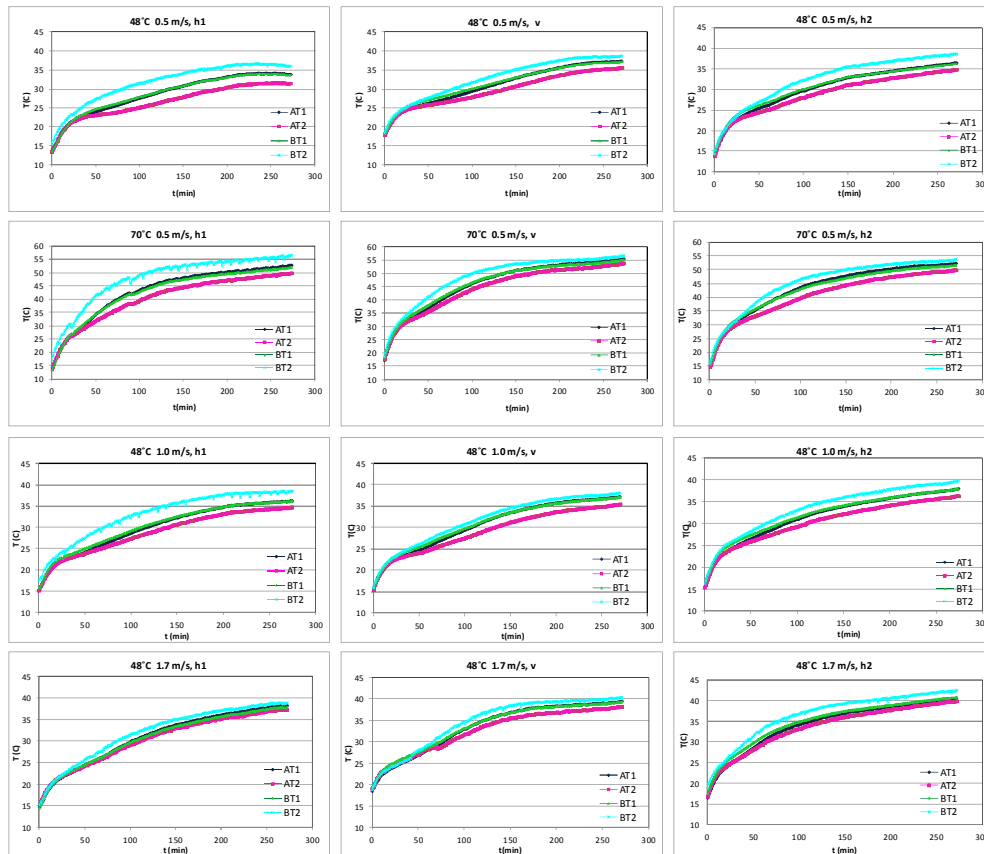 48°C 0.5 m/s, h1
T(C)
45
40
35
30
25
20
15
10
0 50 100 150 200 250 300
t(min)
AT1
AT2
BT1
BT2
48°C 0.5 m/s, v
T(C)
45
40
35
30
25
20
15
10
0 50 100 150 200 250 300
t(min)
AT1
AT2
BT1
BT2
48°C 0.5 m/s, h2
T(C)
45
40
35
30
25
20
15
10
0 50 100 150 200 250 300
t(min)
AT1
AT2
BT1
BT2
70°C 0.5 m/s, h1
T(C)
60
55
50
45
40
35
30
25
20
15
10
0 50 100 150 200 250 300
t(min)
AT1
AT2
BT1
BT2
70°C 0.5 m/s, v
T(C)
60
55
50
45
40
35
30
25
20
15
10
0 50 100 150 200 250 300
t(min)
AT1
AT2
BT1
BT2
70°C 0.5 m/s, h2
T(C)
60
55
50
45
40
35
30
25
20
15
10
0 50 100 150 200 250 300
t(min)
AT1
AT2
BT1
BT2
48°C 1.0 m/s, h1
T (C)
45
40
35
30
25
20
15
10
0 50 100 150 200 250 300
t (min)
AT1
AT2
BT1
BT2
48°C 1.0 m/s, v
T (C)
45
40
35
30
25
20
15
10
0 50 100 150 200 250 300
t (min)
AT1
AT2
BT1
BT2
48°C 1.0 m/s, h2
T(C)
45
40
35
30
25
20
15
10
0 50 100 150 200 250 300
t (min)
AT1
AT2
BT1
BT2
48°C 1.7 m/s, h1
T (C)
45
40
35
30
25
20
15
10
0 50 100 150 200 250 300
t (min)
AT1
AT2
BT1
BT2
48°C 1.7 m/s, v
T (C)
45
40
35
30
25
20
15
10
0 50 100 150 200 250 300
t (min)
AT1
AT2
BT1
BT2
48°C 1.7 m/s, h2
T(C)
45
40
35
30
25
20
15
10
0 50 100 150 200 250 300
t (min)
AT1
AT2
BT1
BT2